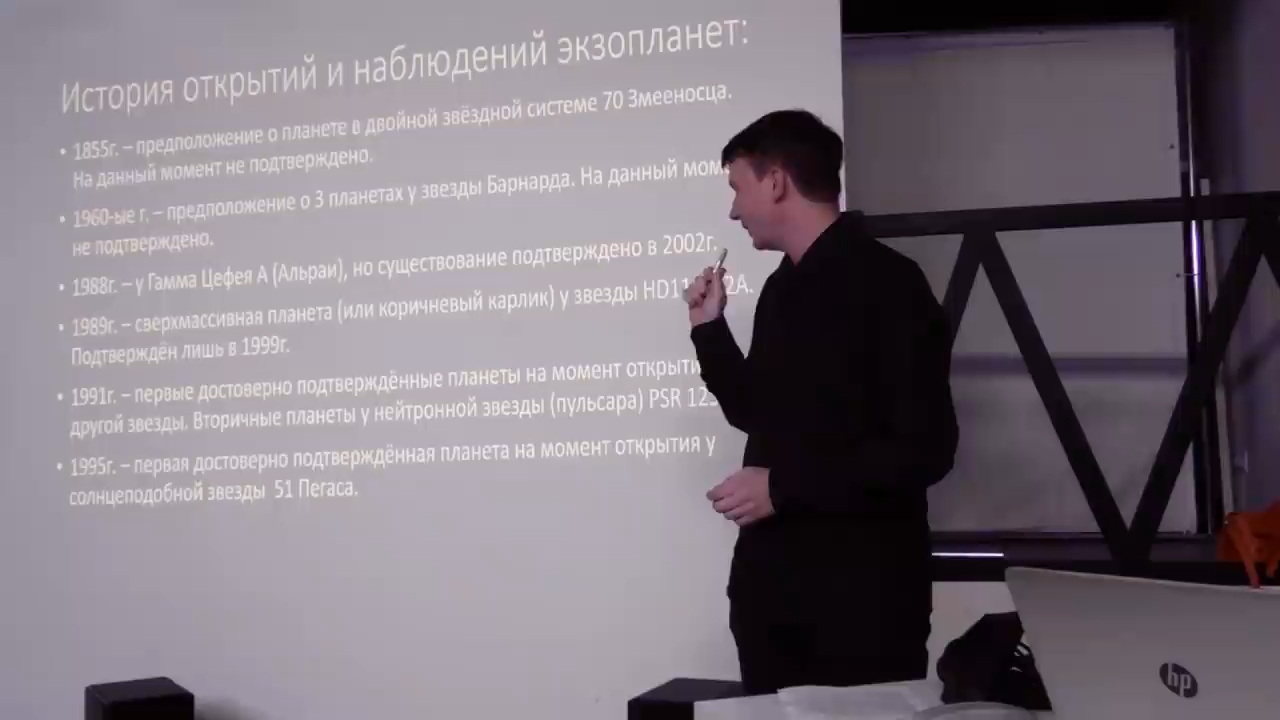 История открытий и наблюдений экзопланет:
• 1855г. – предположение о планете в двойной звёздной системе 70 Змееносца.
На данный момент не подтверждено.
• 1960-ые г. – предположение о 3 планетах у звезды Барнарда. На данный
не подтверждено.
• 1988г. – у Гамма Цефея А (Альраи), но существование подтверждено в 2002г.
• 1989г. – сверхмассивная планета (или коричневый карлик) у звезды
Подтверждён лишь в 1999г.
• 1991г. – первые достоверно подтверждённые планеты на момент
другой звезды. Вторичные планеты у нейтронной звезды (пульсара) PSR
• 1995г. – первая достоверно подтверждённая планета на момент открытия у
солнцеподобной звезды 51 Пегаса.
hp